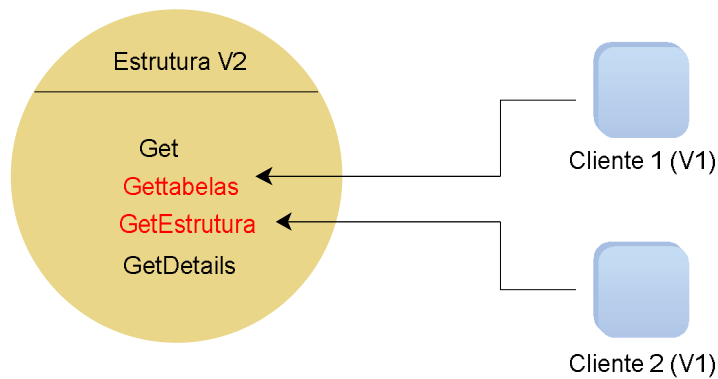 Estrutura V2
Get
Gettabelas
GetEstrutura
GetDetails
Cliente 1 (V1)
Cliente 2 (V1)